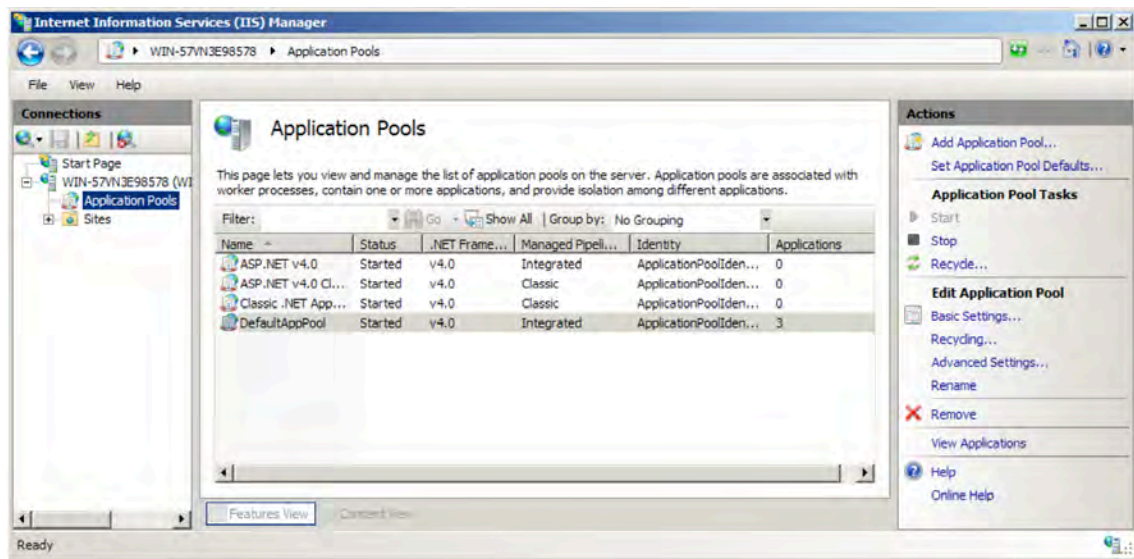 Internet Information Services (IIS) Manager
WIN-57VN3E98578 Application Pools
File View Help
Connections
Start Page
WIN-57VN3E98578 (WI
Application Pools
Sites
Application Pools
This page lets you view and manage the list of application pools on the server. Application pools are associated with
worker processes, contain one or more applications, and provide isolation among different applications.
Filter: Go Show All Group by: No Grouping
Name Status .NET Frame... Managed Pipeli... Identity Applications
ASP.NET v4.0 Started v4.0 Integrated ApplicationPoolIden... 0
ASP.NET v4.0 Cl... Started v4.0 Classic ApplicationPoolIden... 0
Classic .NET App... Started v4.0 Classic ApplicationPoolIden... 0
DefaultAppPool Started v4.0 Integrated ApplicationPoolIden... 3
Features View Content View
Actions
Add Application Pool...
Set Application Pool Defaults...
Application Pool Tasks
Start
Stop
Recycle...
Edit Application Pool
Basic Settings...
Recycling...
Advanced Settings...
Rename
Remove
View Applications
Help
Online Help
Ready